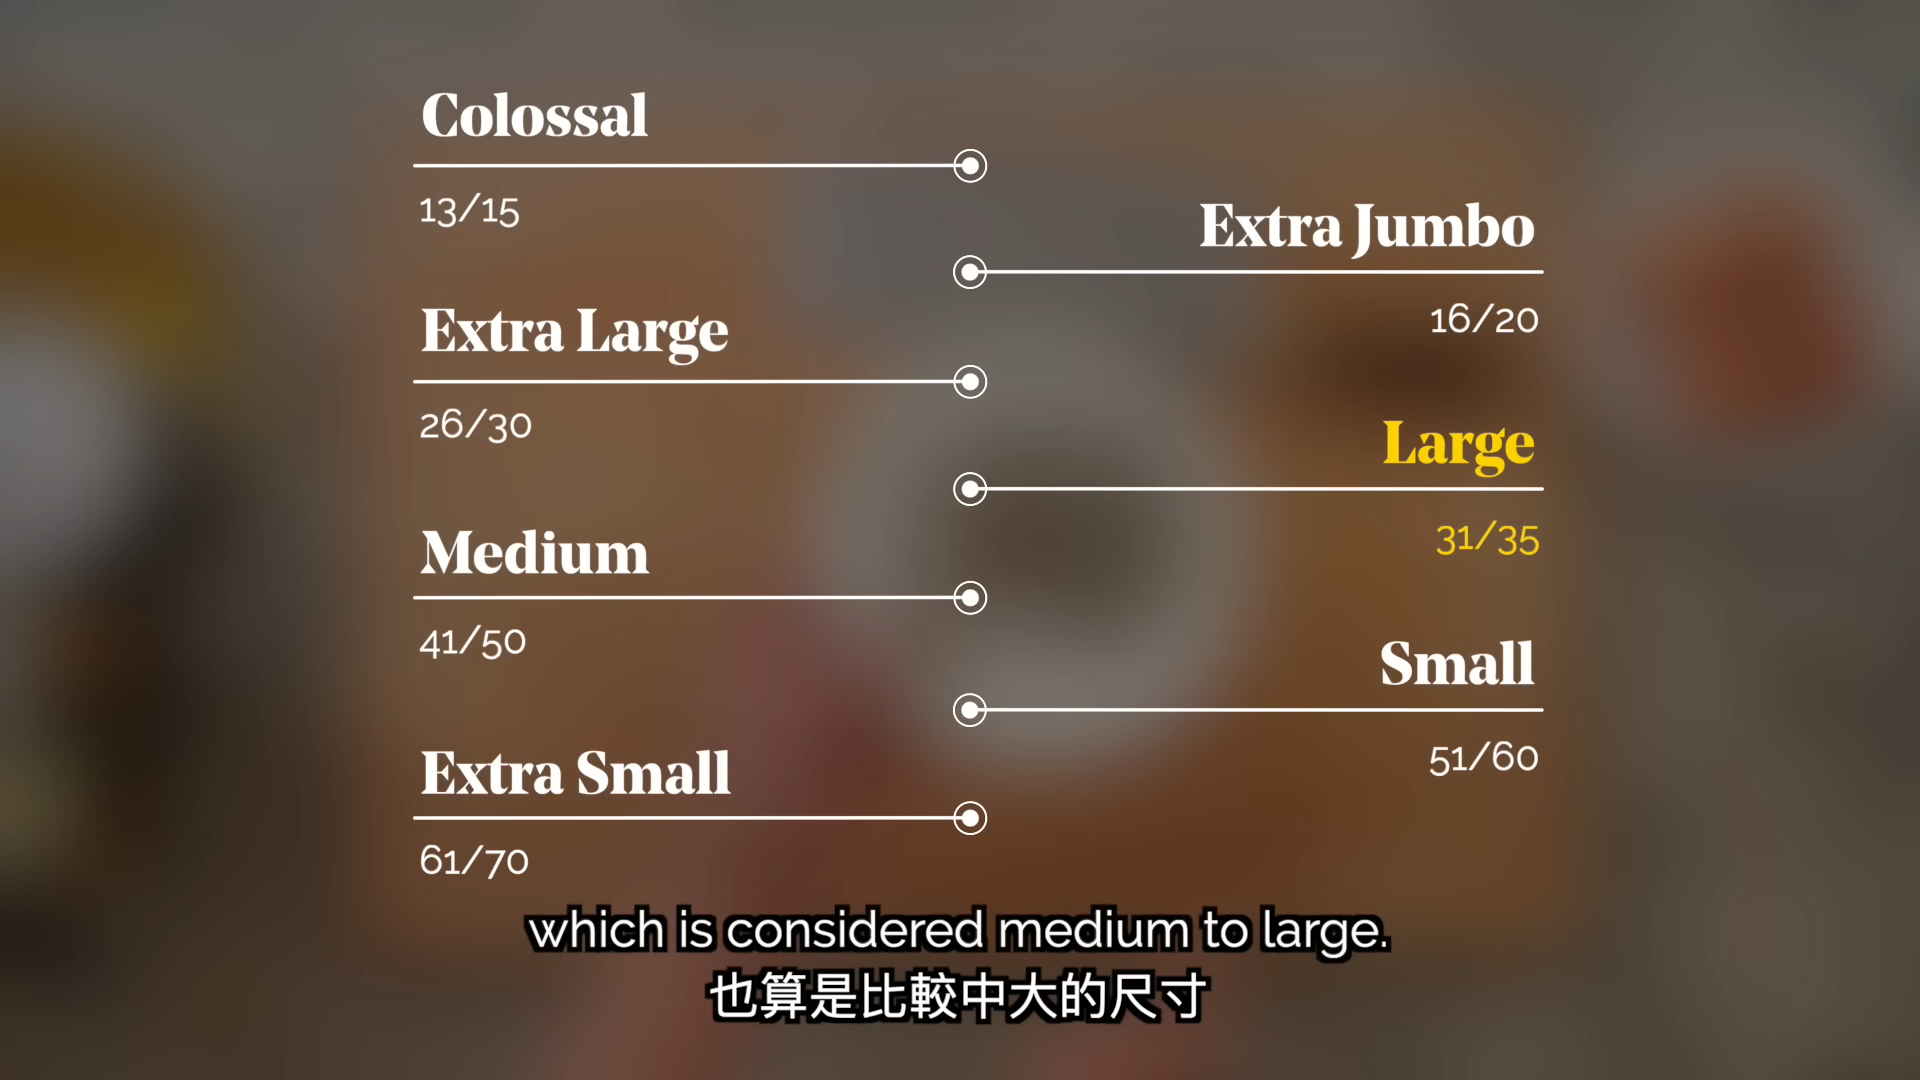 Colossal
13/15
Extra Jumbo
16/20
Extra Large
26/30
Large
31/35
Medium
41/50
Small
51/60
Extra Small
61/70
which is considered medium to large.
也算是比較中大的尺寸